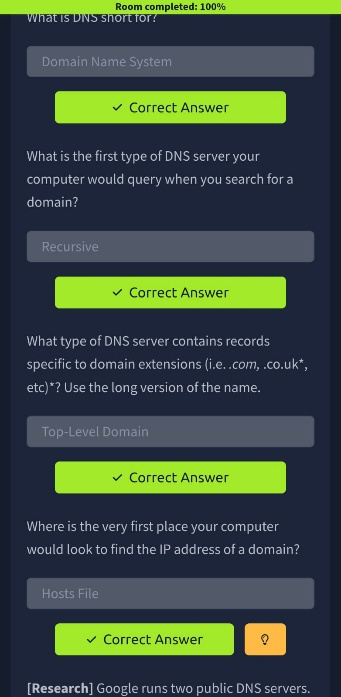 Room completed: 100%
What is DNS short for?
Domain Name System
✓ Correct Answer
What is the first type of DNS server your
computer would query when you search for a
domain?
Recursive
✓ Correct Answer
What type of DNS server contains records
specific to domain extensions (i.e. .com, .co.uk*,
etc)*? Use the long version of the name.
Top-Level Domain
✓ Correct Answer
Where is the very first place your computer
would look to find the IP address of a domain?
Hosts File
✓ Correct Answer
[Research] Google runs two public DNS servers.